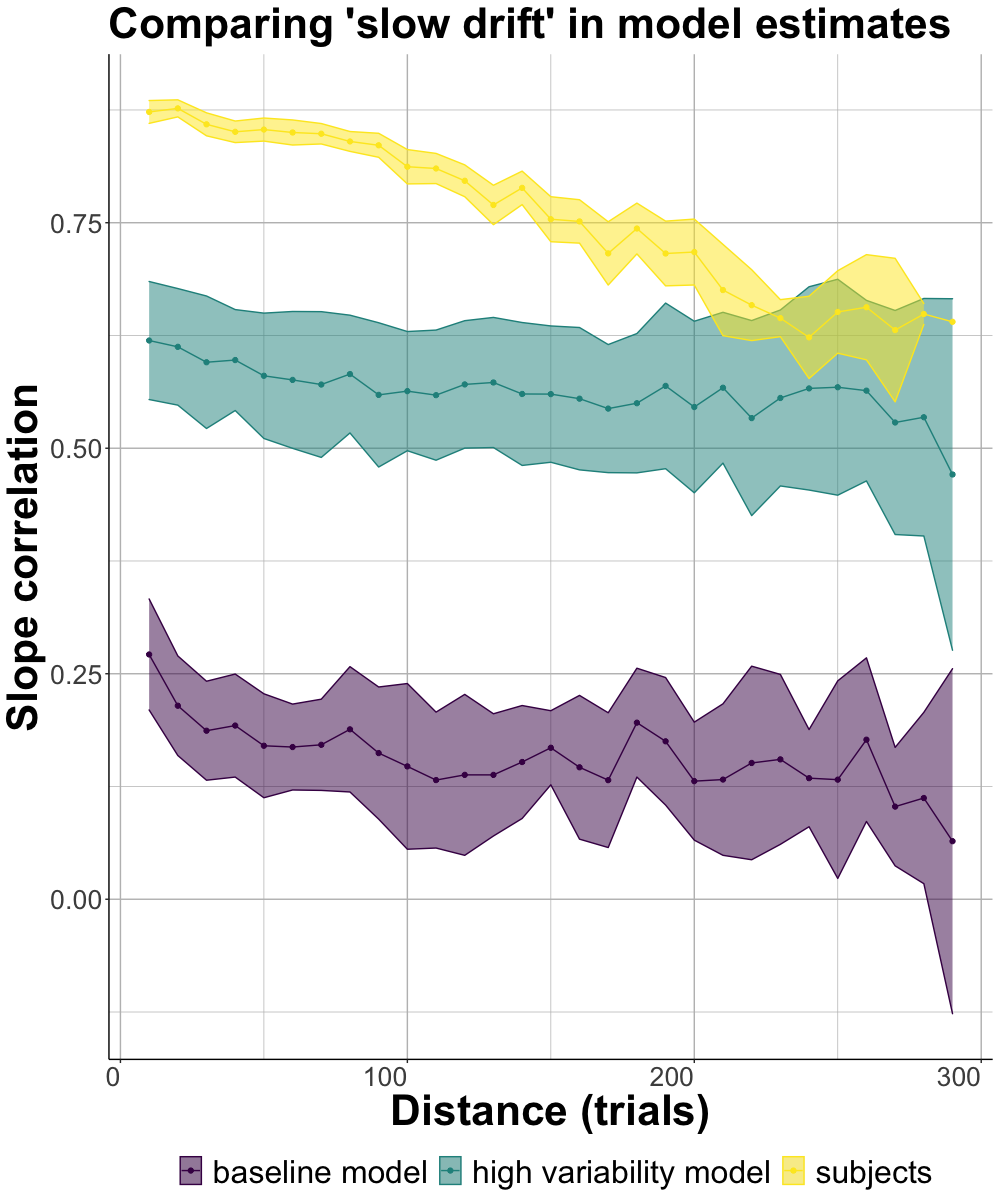 Comparing 'slow drift' in model estimates
Slope correlation
0.75
0.50
0.25
0.00
0 100 200 300
Distance (trials)
baseline model high variability model subjects